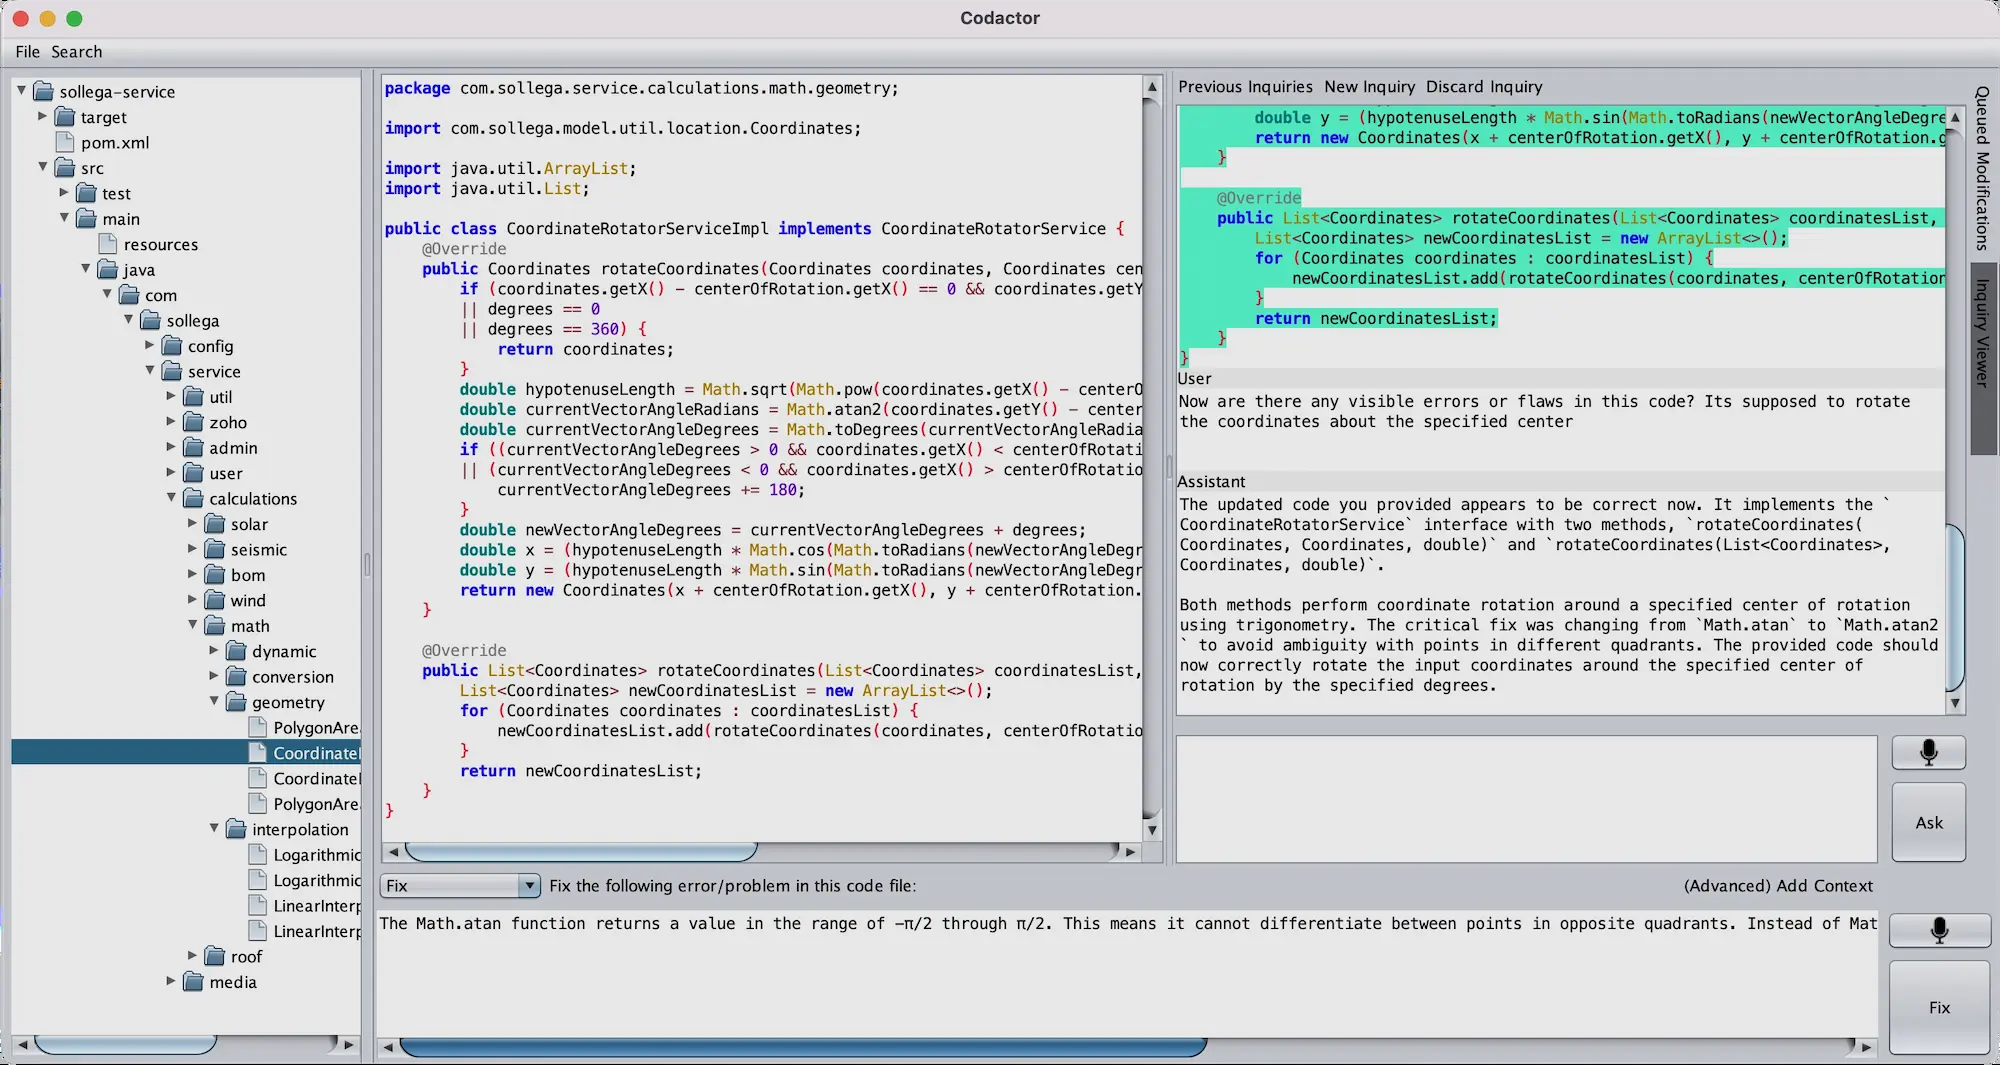 Codactor
File Search
sollega-service
target
pom.xml
src
test
main
resources
java
com
sollega
config
service
util
zoho
admin
user
calculations
solar
seismic
bom
wind
math
dynamic
conversion
geometry
PolygonAre
Coordinatel
Coordinatel
PolygonAre
interpolation
Logarithmic
Logarithmic
LinearInterp
LinearInterp
roof
media
package com.sollega.service.calculations.math.geometry;
import com.sollega.model.util.location.Coordinates;
import java.util.ArrayList;
import java.util.List;
public class CoordinateRotatorServiceImpl implements CoordinateRotatorService {
@Override
public Coordinates rotateCoordinates(Coordinates coordinates, Coordinates cen
if (coordinates.getX() - centerOfRotation.getX() == 0 && coordinates.getY
|| degrees == 0
|| degrees == 360) {
return coordinates;
}
double hypotenuseLength = Math.sqrt(Math.pow(coordinates.getX() - centerO
double currentVectorAngleRadians = Math.atan2(coordinates.getY() - center
double currentVectorAngleDegrees = Math.toDegrees(currentVectorAngleRadia
if ((currentVectorAngleDegrees > 0 && coordinates.getX() < centerOfRotati
|| (currentVectorAngleDegrees < 0 && coordinates.getX() > centerOfRotatio
currentVectorAngleDegrees += 180;
}
double newVectorAngleDegrees = currentVectorAngleDegrees + degrees;
double x = (hypotenuseLength * Math.cos(Math.toRadians(newVectorAngleDegr
double y = (hypotenuseLength * Math.sin(Math.toRadians(newVectorAngleDegr
return new Coordinates(x + centerOfRotation.getX(), y + centerOfRotation.
}
@Override
public List<Coordinates> rotateCoordinates(List<Coordinates> coordinatesList,
List<Coordinates> newCoordinatesList = new ArrayList<>();
for (Coordinates coordinates : coordinatesList) {
newCoordinatesList.add(rotateCoordinates(coordinates, centerOfRotatio
}
return newCoordinatesList;
}
}
Previous Inquiries New Inquiry Discard Inquiry
double y = (hypotenuseLength * Math.sin(Math.toRadians(newVectorAngleDegre
return new Coordinates(x + centerOfRotation.getX(), y + centerOfRotation.g
}
@Override
public List<Coordinates> rotateCoordinates(List<Coordinates> coordinatesList,
List<Coordinates> newCoordinatesList = new ArrayList<>();
for (Coordinates coordinates : coordinatesList) {
newCoordinatesList.add(rotateCoordinates(coordinates, centerOfRotation
}
return newCoordinatesList;
}
}
User
Now are there any visible errors or flaws in this code? Its supposed to rotate
the coordinates about the specified center
Assistant
The updated code you provided appears to be correct now. It implements the `
CoordinateRotatorService` interface with two methods, `rotateCoordinates(
Coordinates, Coordinates, double)` and `rotateCoordinates(List<Coordinates>,
Coordinates, double)`.
Both methods perform coordinate rotation around a specified center of rotation
using trigonometry. The critical fix was changing from `Math.atan` to `Math.atan2
` to avoid ambiguity with points in different quadrants. The provided code should
now correctly rotate the input coordinates around the specified center of
rotation by the specified degrees.
Queued Modifications
Inquiry Viewer
Ask
Fix
Fix the following error/problem in this code file:
(Advanced) Add Context
The Math.atan function returns a value in the range of -π/2 through π/2. This means it cannot differentiate between points in opposite quadrants. Instead of Mat
Fix